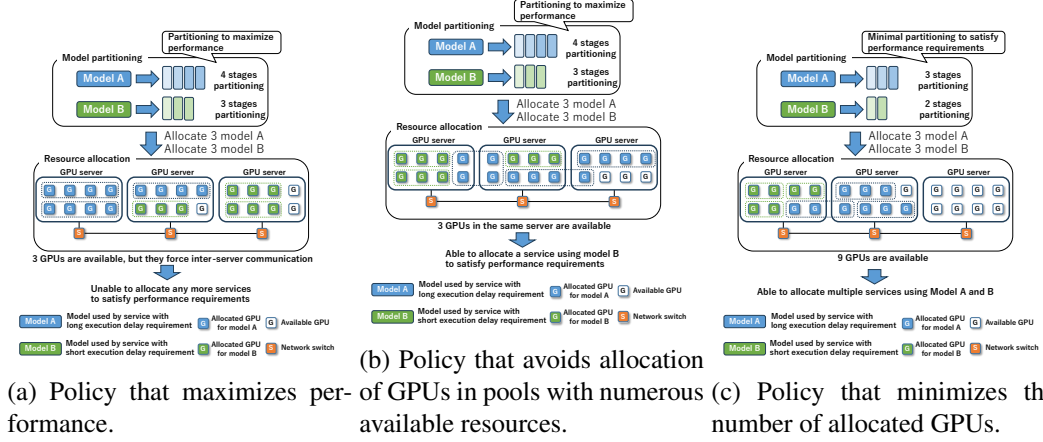 Partitioning to maximize
performance
Model partitioning
Model A
4 stages
partitioning
Model B
3 stages
partitioning
Allocate 3 model A
Allocate 3 model B
Resource allocation
GPU server
GPU server
GPU server
G G G G G G G G G G G G
G G G G G G G G G G G G
S S S
3 GPUs are available, but they force inter-server communication
Unable to allocate any more services
to satisfy performance requirements
Model A
Model used by service with
long execution delay requirement
G
Allocated GPU
for model A
G
Available GPU
Model B
Model used by service with
short execution delay requirement
G
Allocated GPU
for model B
S
Network switch
(a) Policy that maximizes per-
formance.
Partitioning to maximize
performance
Model partitioning
Model A
4 stages
partitioning
Model B
3 stages
partitioning
Allocate 3 model A
Allocate 3 model B
Resource allocation
GPU server
GPU server
GPU server
G G G G G G G G G G G G
G G G G G G G G G G G G
S S S
3 GPUs in the same server are available
Able to allocate a service using model B
to satisfy performance requirements
Model A
Model used by service with
long execution delay requirement
G
Allocated GPU
for model A
G
Available GPU
Model B
Model used by service with
short execution delay requirement
G
Allocated GPU
for model B
S
Network switch
(b) Policy that avoids allocation
of GPUs in pools with numerous
available resources.
Minimal partitioning to satisfy
performance requirements
Model partitioning
Model A
3 stages
partitioning
Model B
2 stages
partitioning
Allocate 3 model A
Allocate 3 model B
Resource allocation
GPU server
GPU server
GPU server
G G G G G G G G G G G G
G G G G G G G G G G G G
S S S
9 GPUs are available
Able to allocate multiple services using Model A and B
Model A
Model used by service with
long execution delay requirement
G
Allocated GPU
for model A
G
Available GPU
Model B
Model used by service with
short execution delay requirement
G
Allocated GPU
for model B
S
Network switch
(c) Policy that minimizes th
number of allocated GPUs.